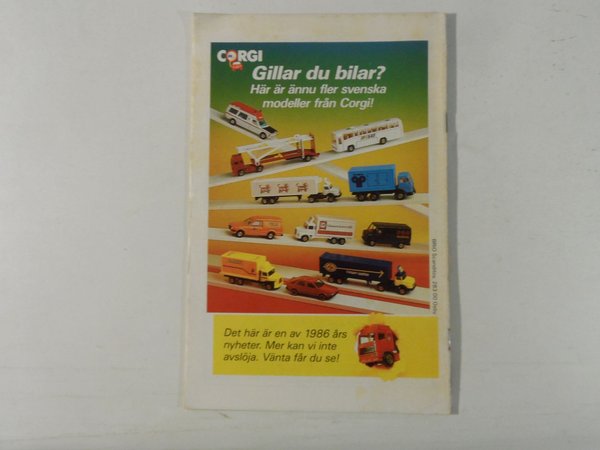 CORGI
Gillar du bilar?
Här är ännu fler svenska
modeller från Corgi!
Det här är en av 1986 års
nyheter. Mer kan vi inte
avslöja. Vänta får du se!